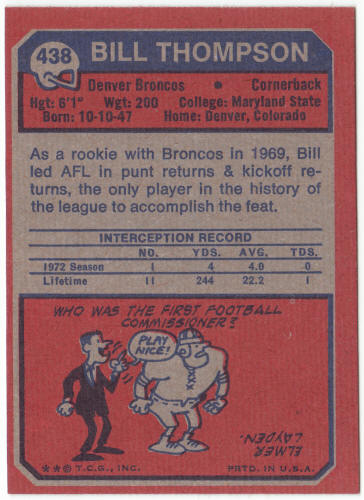 438 BILL THOMPSON
Denver Broncos • Cornerback
Hgt: 6'1" Wgt: 200 College: Maryland State
Born: 10-10-47 Home: Denver, Colorado
As a rookie with Broncos in 1969, Bill
led AFL in punt returns & kickoff re-
turns, the only player in the history of
the league to accomplish the feat.
INTERCEPTION RECORD
NO. YDS. AVG. TDS.
1972 Season 1 4 4.0 0
Lifetime 11 244 22.2 1
WHO WAS THE FIRST FOOTBALL
COMMISSIONER?
PLAY
NICE!
ELMER
LAYDEN.
**© T.C.G., INC. PRTD. IN U.S.A.